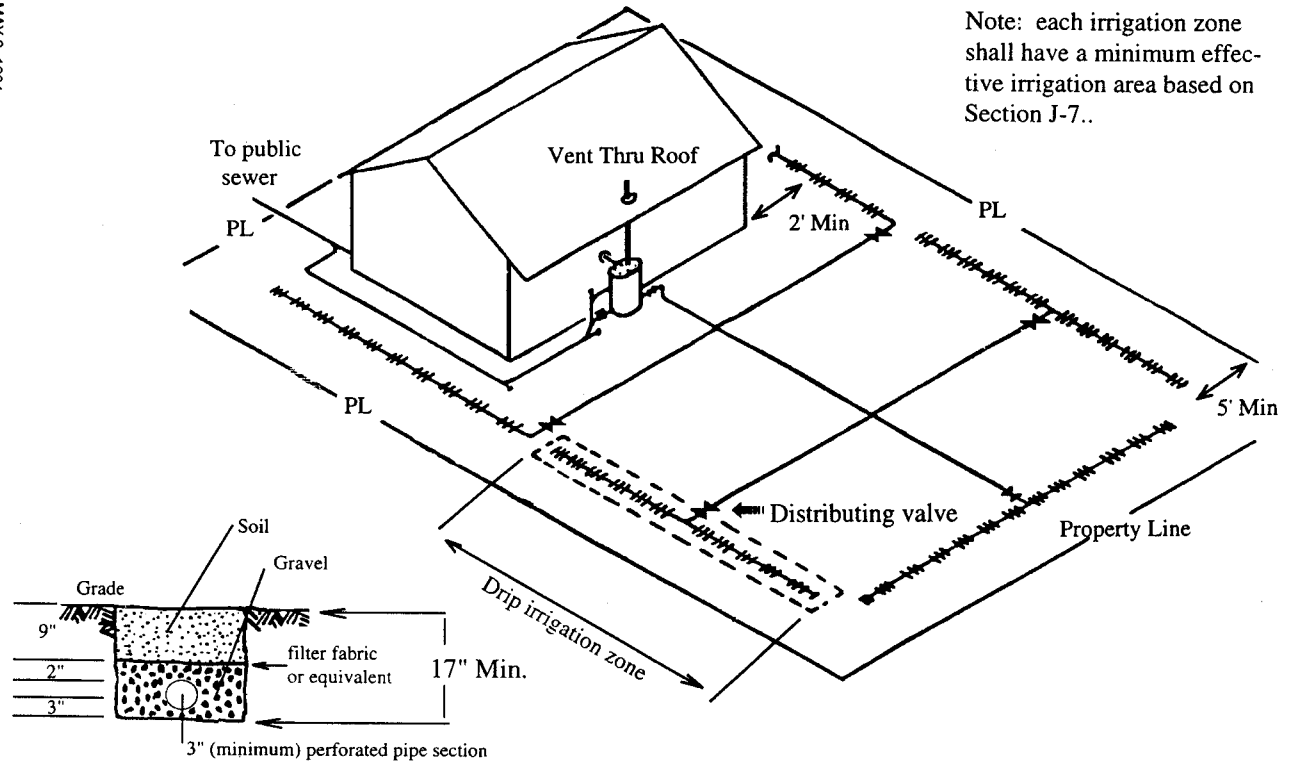 Note: each irrigation zone
shall have a minimum effec-
tive irrigation area based on
Section J-7..
To public
sewer
Vent Thru Roof
PL
2' Min
PL
PL
5' Min
Distributing valve
Property Line
Drip irrigation zone
Soil
Gravel
Grade
9"
filter fabric
or equivalent
17" Min.
2"
3"
3" (minimum) perforated pipe section